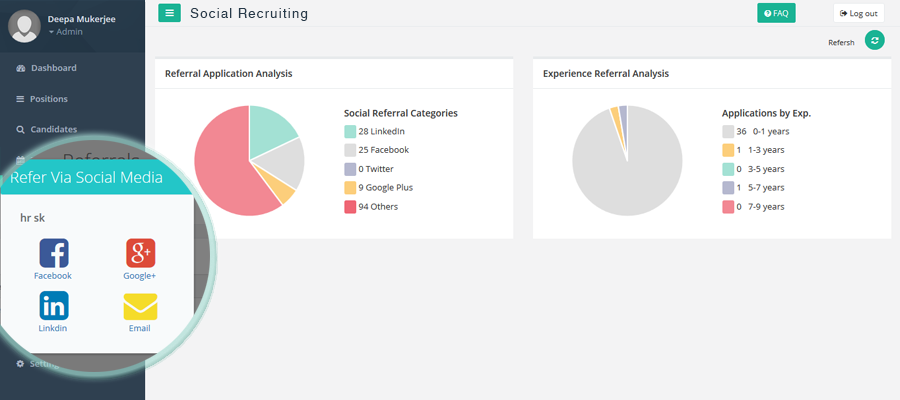 Deepa Mukerjee
Admin
Social Recruiting
FAQ
Log out
Refersh
Dashboard
Positions
Candidates
Referrals
Refer Via Social Media
hr sk
Facebook
Google+
Linkdin
Email
Referral Application Analysis
Social Referral Categories
28 LinkedIn
25 Facebook
0 Twitter
9 Google Plus
94 Others
Experience Referral Analysis
Applications by Exp.
36 0-1 years
1 1-3 years
0 3-5 years
1 5-7 years
0 7-9 years